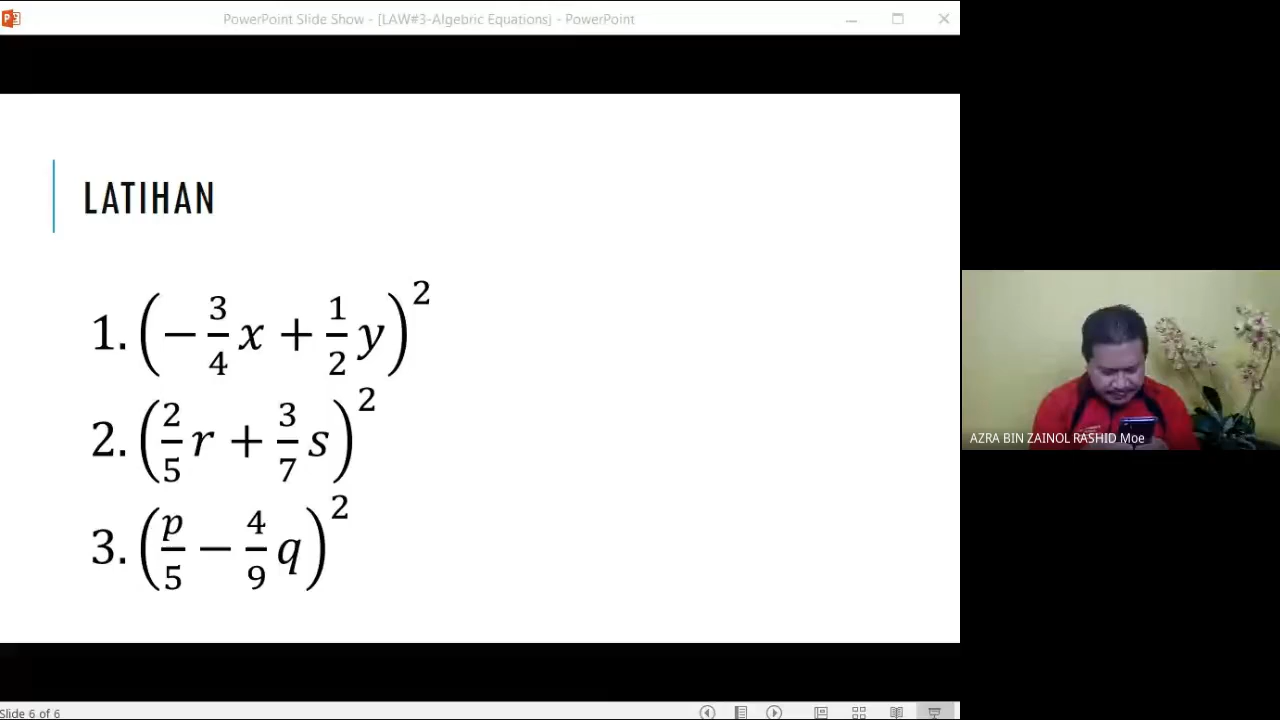 PowerPoint Slide Show - [LAW#3-Algebric Equations] - PowerPoint
LATIHAN
1. (−3/4 x + 1/2 y)²
2. (2/5 r + 3/7 s)²
3. (p/5 − 4/9 q)²
AZRA BIN ZAINOL RASHID Moe
Slide 6 of 6